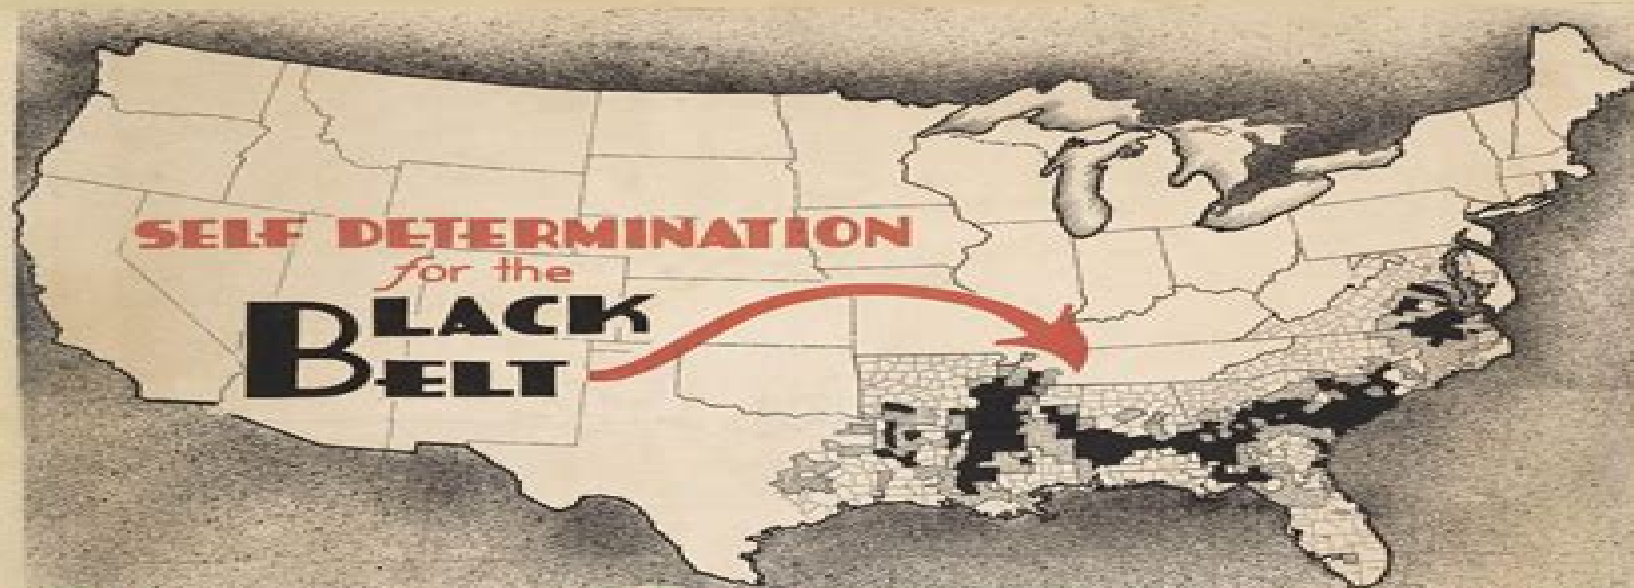 SELF DETERMINATION
for the
BLACK
BELT